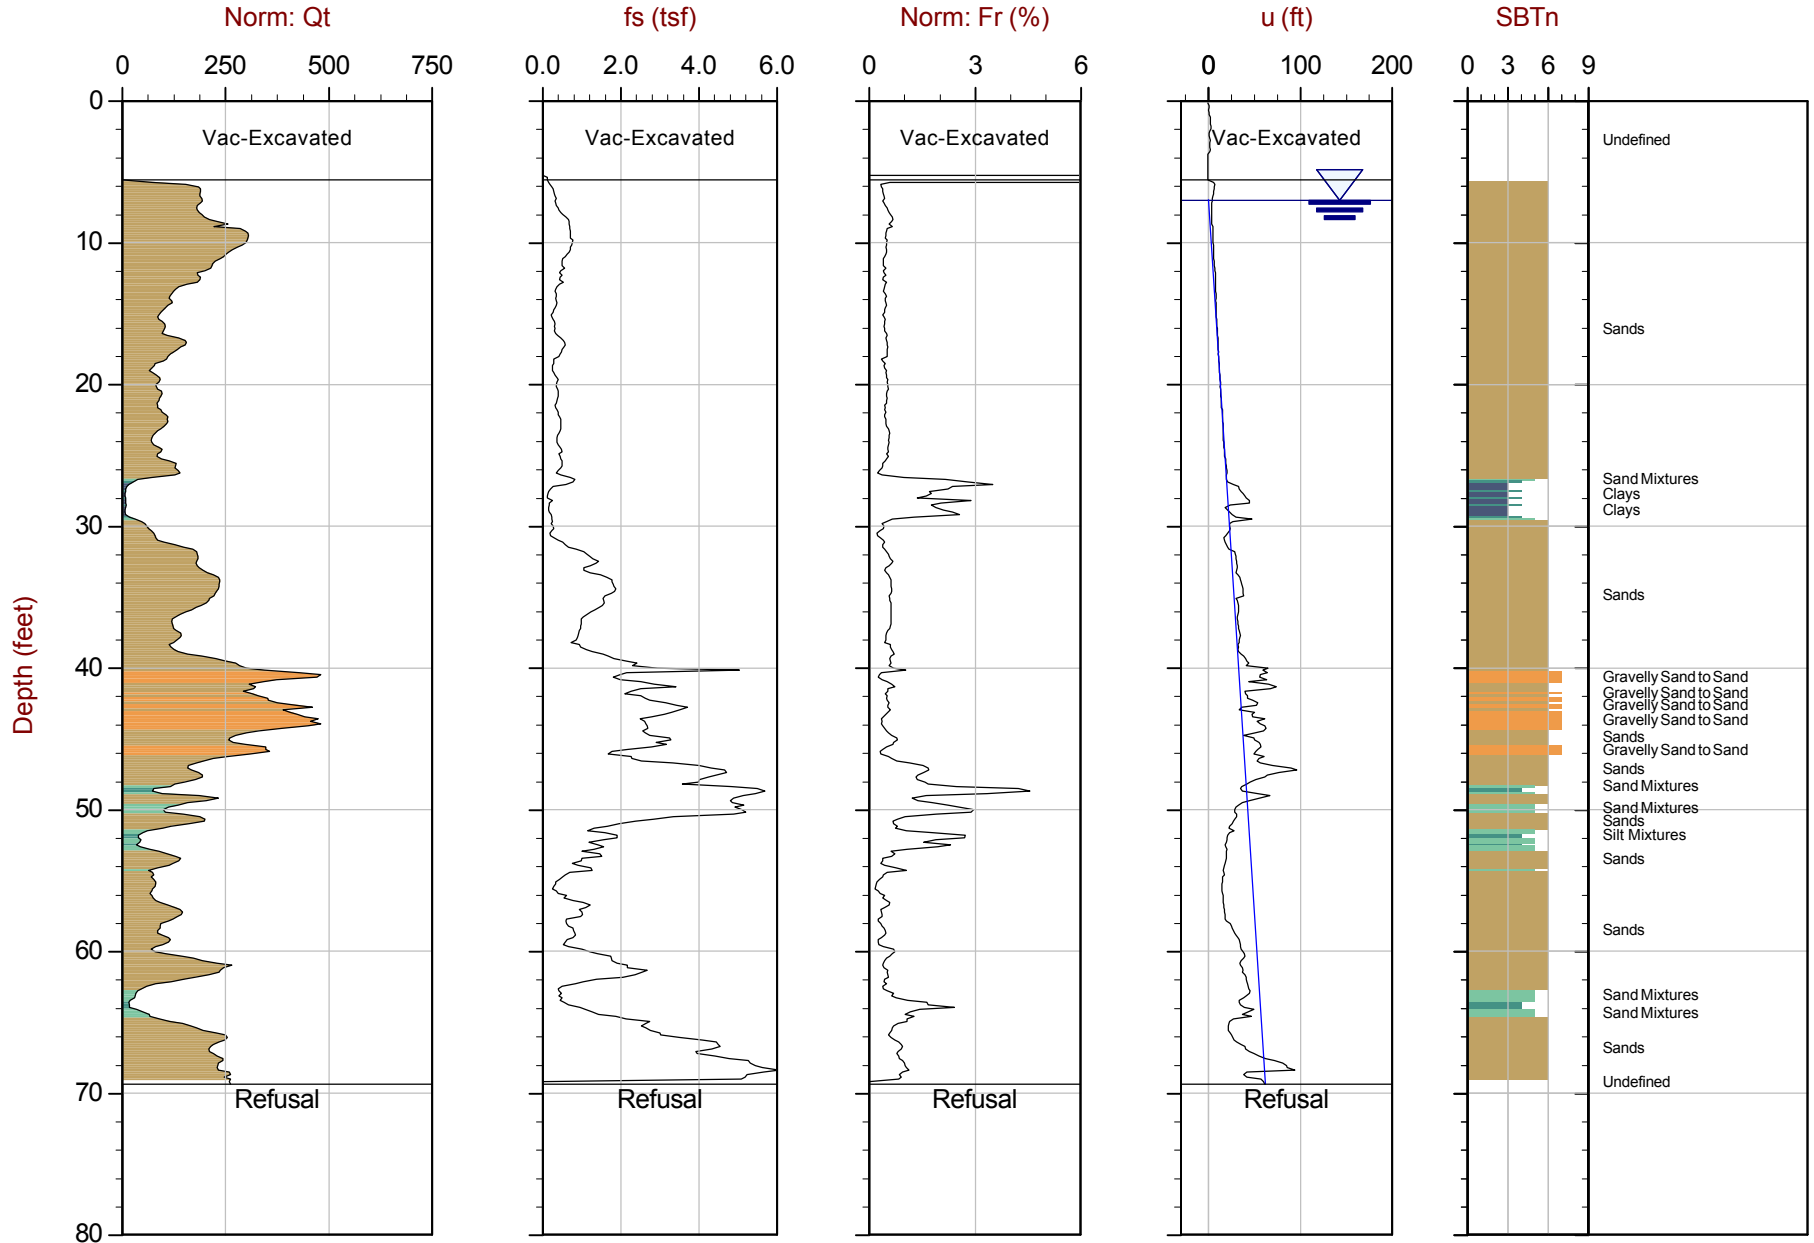 Norm: Qt fs (tsf) Norm: Fr (%) u (ft) SBTn
0 250 500 750 0.0 2.0 4.0 6.0 0 3 6 0 100 200 0 3 6 9
0
Vac-Excavated Vac-Excavated Vac-Excavated Vac-Excavated Undefined
10
Sands
20
Sand Mixtures
Clays
Clays
30
Sands
Depth (feet)
40
Gravelly Sand to Sand
Gravelly Sand to Sand
Gravelly Sand to Sand
Gravelly Sand to Sand
Sands
Gravelly Sand to Sand
Sands
Sand Mixtures
50
Sand Mixtures
Sands
Silt Mixtures
Sands
Sands
60
Sand Mixtures
Sand Mixtures
Sands
Undefined
70
Refusal Refusal Refusal Refusal
80